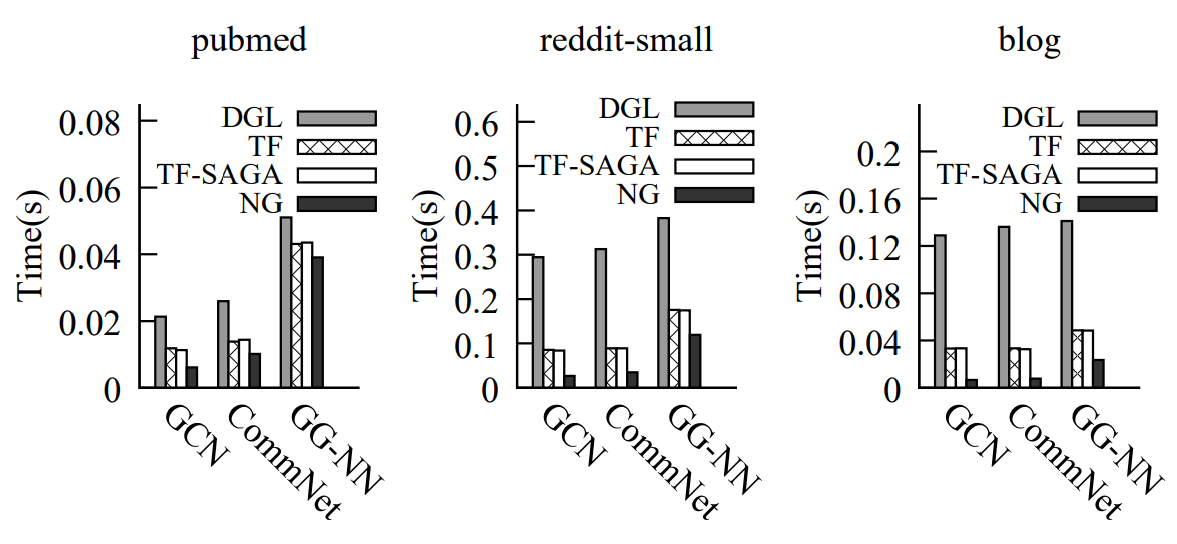 pubmed
Time(s)
0.08
0.06
0.04
0.02
0
DGL
TF
TF-SAGA
NG
GCN
CommNet
GG-NN
reddit-small
Time(s)
0.6
0.5
0.4
0.3
0.2
0.1
0
DGL
TF
TF-SAGA
NG
GCN
CommNet
GG-NN
blog
Time(s)
0.2
0.16
0.12
0.08
0.04
0
DGL
TF
TF-SAGA
NG
GCN
CommNet
GG-NN